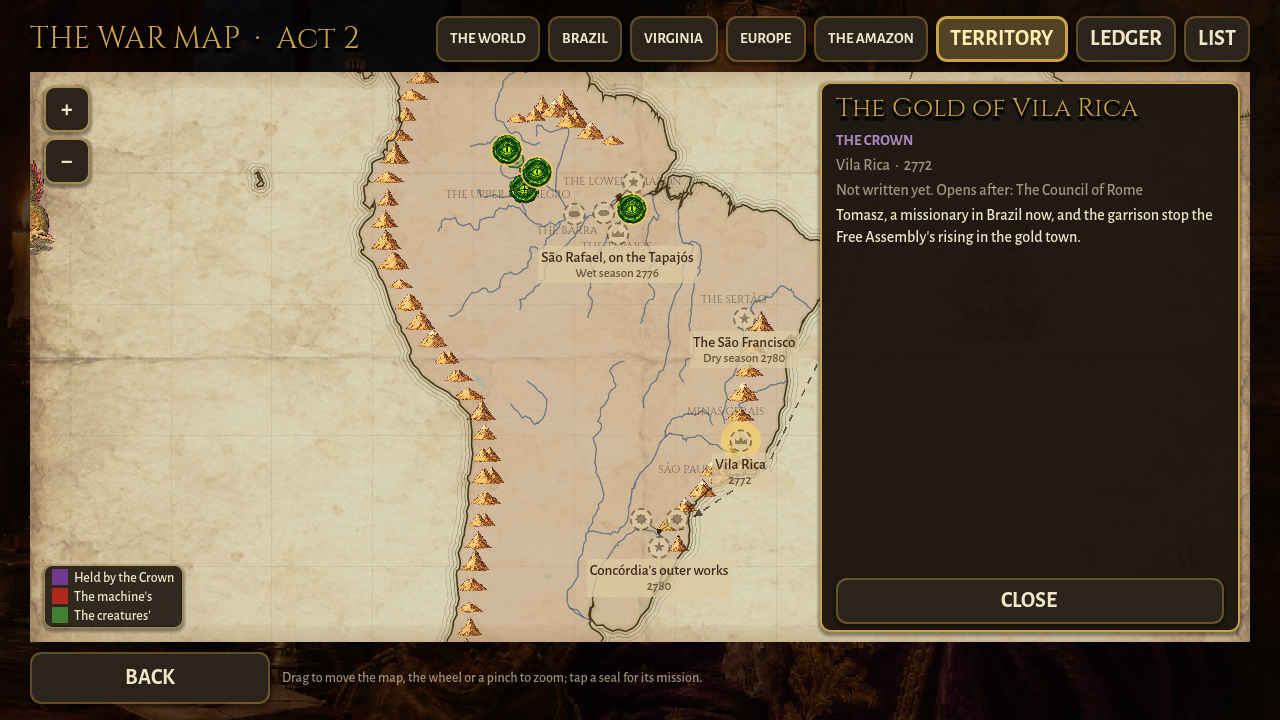 THE WAR MAP · ACT 2
THE WORLD
BRAZIL
VIRGINIA
EUROPE
THE AMAZON
TERRITORY
LEDGER
LIST
+
−
THE GOLD OF VILA RICA
THE CROWN
Vila Rica · 2772
Not written yet. Opens after: The Council of Rome
Tomasz, a missionary in Brazil now, and the garrison stop the
Free Assembly's rising in the gold town.
CLOSE
THE LOWER
THE UPPER
THE BARRA
THE TAPAJÓS
São Rafael, on the Tapajós
Wet season 2776
THE SERTÃO
The São Francisco
Dry season 2780
MINAS GERAIS
Vila Rica
2772
Concórdia's outer works
2780
Held by the Crown
The machine's
The creatures'
BACK
Drag to move the map, the wheel or a pinch to zoom; tap a seal for its mission.